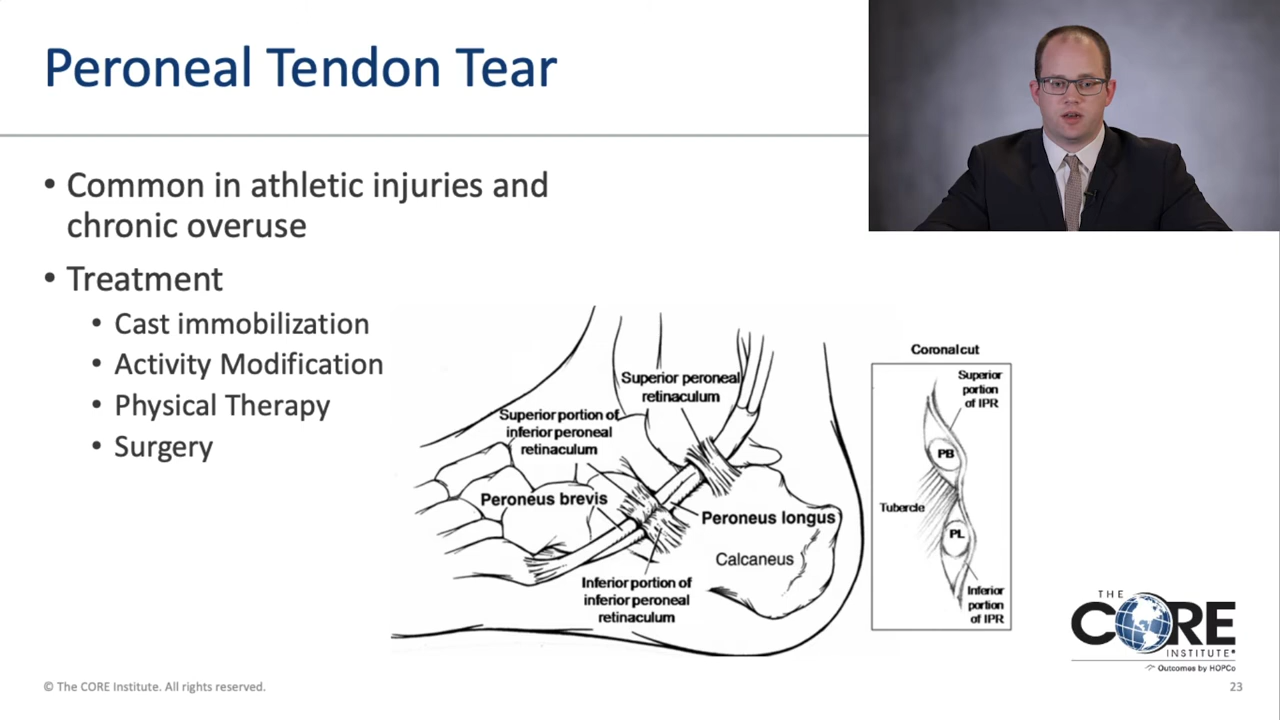 Peroneal Tendon Tear
• Common in athletic injuries and
chronic overuse
• Treatment
• Cast immobilization
• Activity Modification
• Physical Therapy
• Surgery
Superior peroneal
retinaculum
Superior portion of
inferior peroneal
retinaculum
Peroneus brevis
Peroneus longus
Calcaneus
Inferior portion of
inferior peroneal
retinaculum
Coronal cut
Superior
portion
of IPR
PB
Tubercle
PL
Inferior
portion
of IPR
THE
CORE
INSTITUTE®
Outcomes by HOPCo
© The CORE Institute. All rights reserved.
23